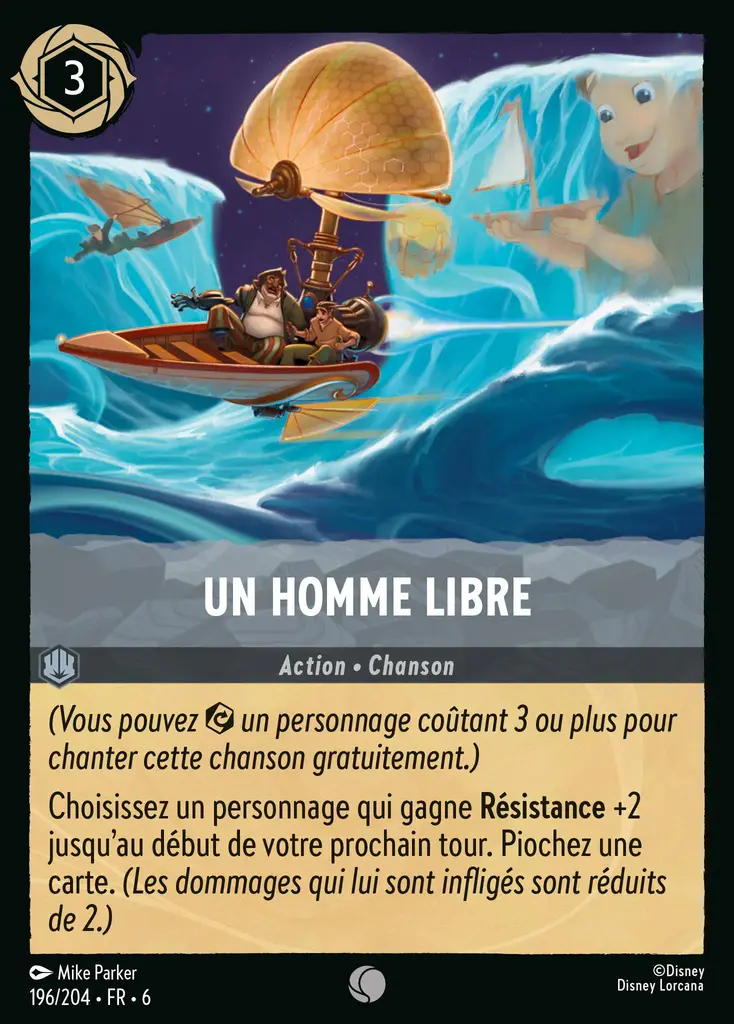 3
UN HOMME LIBRE
Action • Chanson
(Vous pouvez un personnage coûtant 3 ou plus pour
chanter cette chanson gratuitement.)
Choisissez un personnage qui gagne Résistance +2
jusqu’au début de votre prochain tour. Piochez une
carte. (Les dommages qui lui sont infligés sont réduits
de 2.)
Mike Parker
©Disney
196/204 • FR • 6
Disney Lorcana